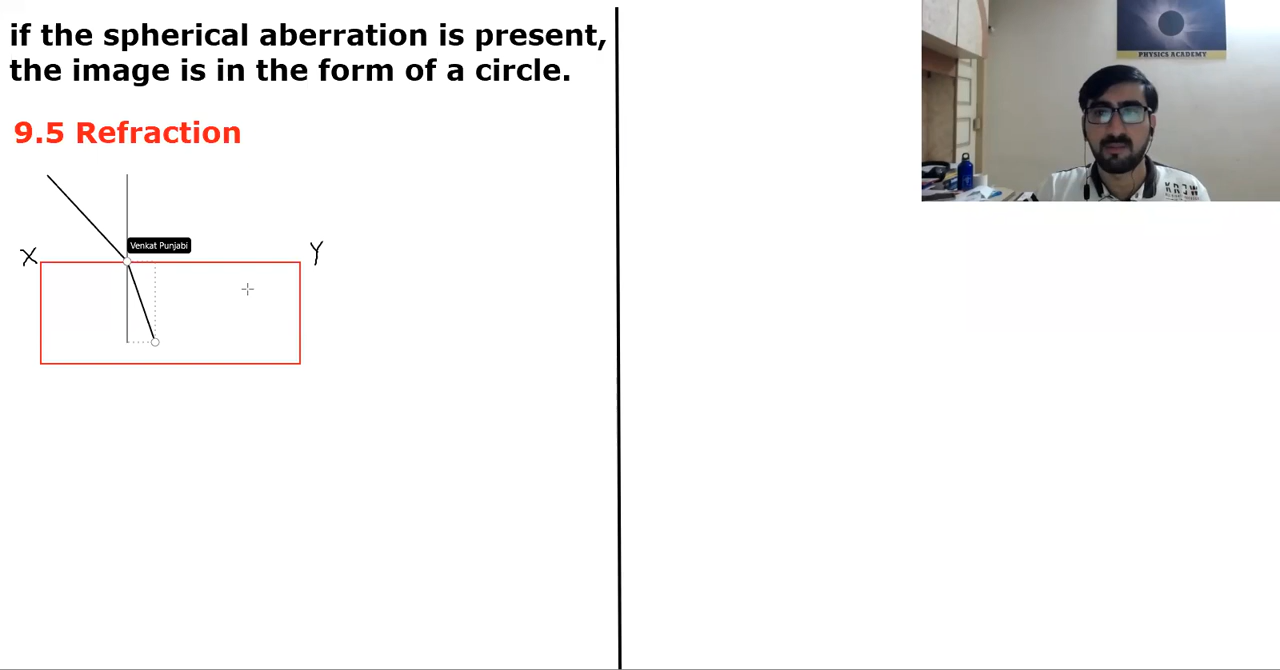 if the spherical aberration is present,
the image is in the form of a circle.
9.5 Refraction
Venkat Punjabi
X
Y
PHYSICS ACADEMY
KRJW